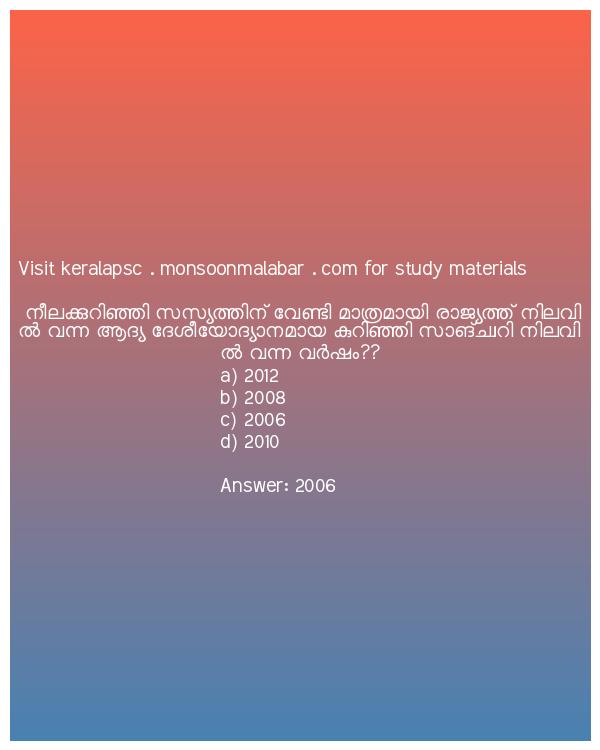 Visit keralapsc . monsoonmalabar . com for study materials
നീലക്കുറിഞ്ഞി സസ്യത്തിന് വേണ്ടി മാത്രമായി രാജ്യത്ത് നിലവി
ൽ വന്ന ആദ്യ ദേശീയോദ്യാനമായ കുറിഞ്ഞി സാങ്ച്വറി നിലവി
ൽ വന്ന വർഷം??
a) 2012
b) 2008
c) 2006
d) 2010
Answer: 2006